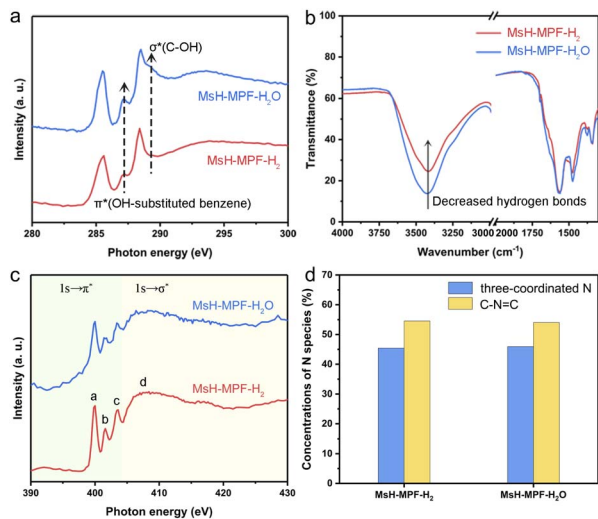 a
σ*(C-OH)
MsH-MPF-H₂O
MsH-MPF-H₂
π*(OH-substituted benzene)
Intensity (a. u.)
280 285 290 295 300
Photon energy (eV)
b
MsH-MPF-H₂
MsH-MPF-H₂O
Decreased hydrogen bonds
Transmittance (%)
100
80
60
40
20
0
4000 3500 3000 2000 1500
Wavenumber (cm⁻¹
c
1s→π*
1s→σ*
MsH-MPF-H₂O
MsH-MPF-H₂
a
b
c
d
Intensity (a. u.)
390 400 410 420 430
Photon energy (eV)
d
three-coordinated N
C-N=C
Concentrations of N species (%)
80
70
60
50
40
30
20
10
0
MsH-MPF-H₂ MsH-MPF-H₂O